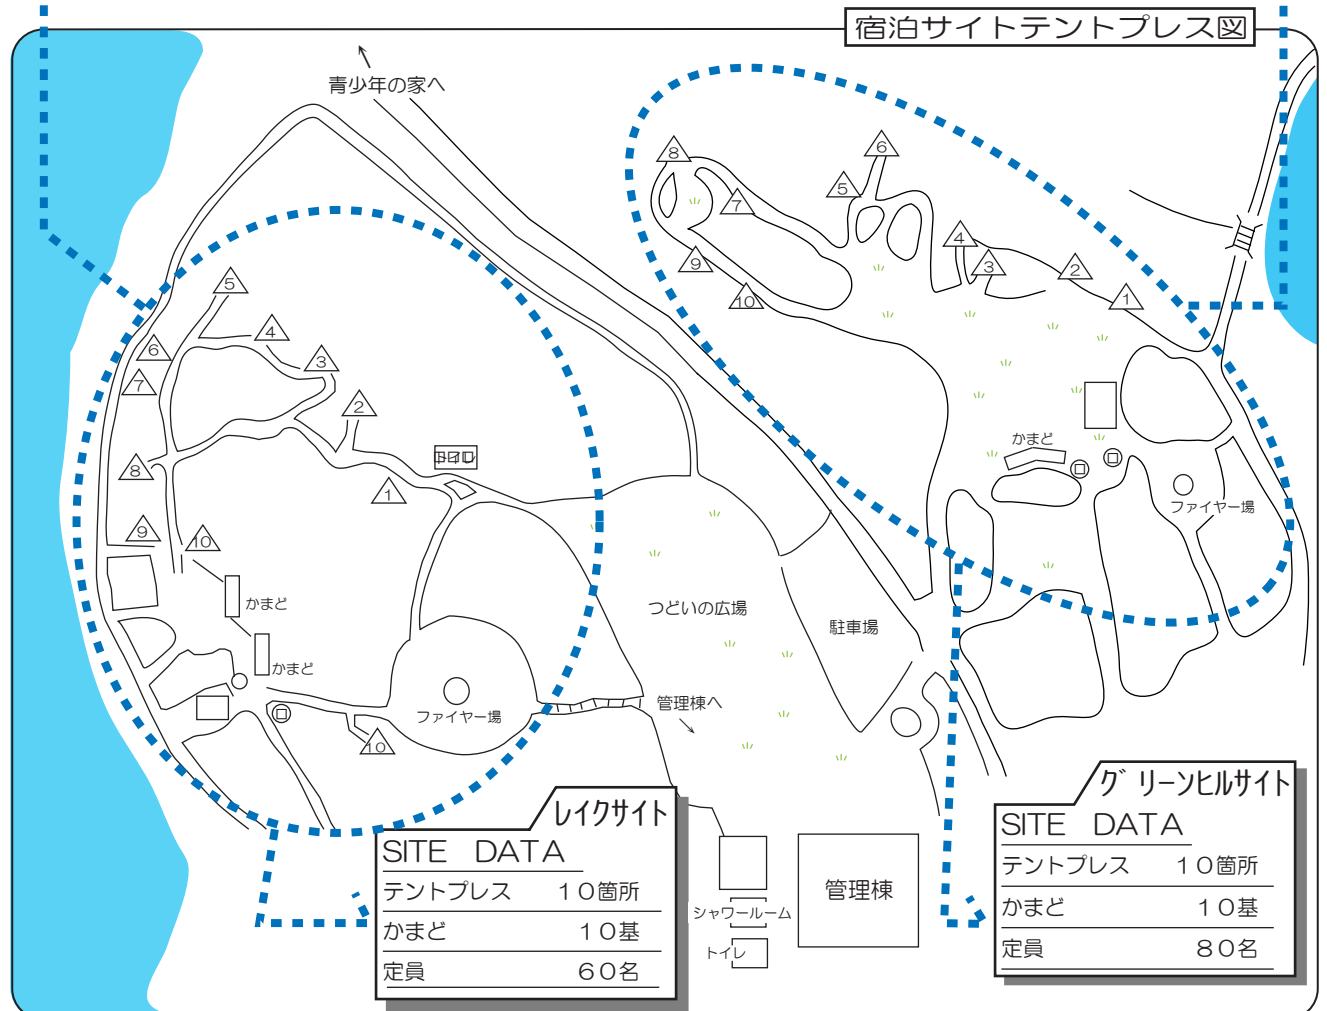 宿泊サイトテントプレス図
青少年の家へ
8
6
5
7
4
3
9
2
10
1
5
4
6
3
7
2
トイレ
8
1
9
10
かまど
かまど
ファイヤー場
10
かまど
ファイヤー場
つどいの広場
駐車場
管理棟へ
レイクサイト
SITE DATA
テントプレス 10箇所
かまど 10基
定員 60名
シャワールーム
トイレ
管理棟
グリーンヒルサイト
SITE DATA
テントプレス 10箇所
かまど 10基
定員 80名